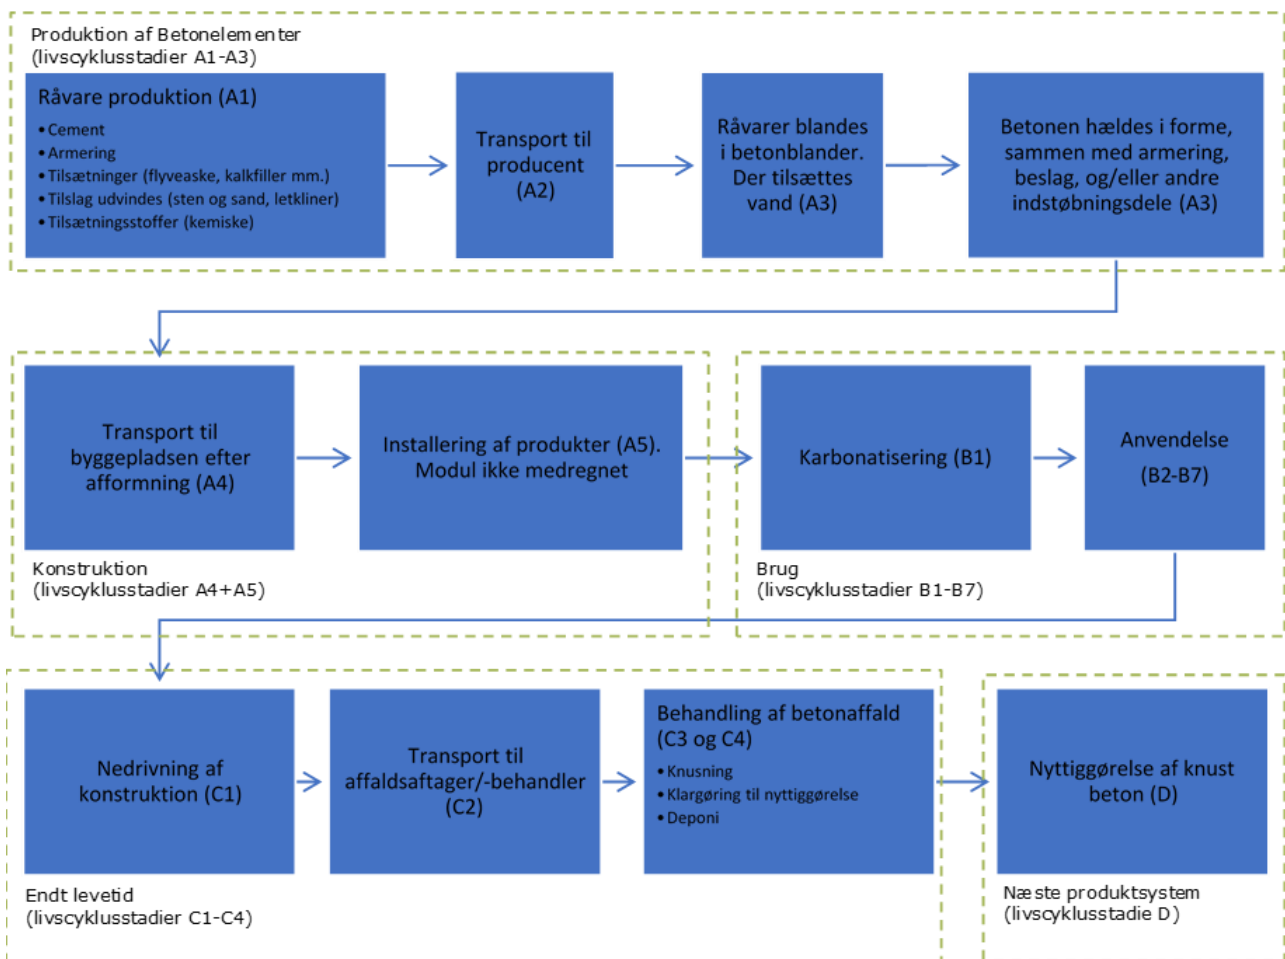 Produktion af Betonelementer
(livscyklusstadier A1-A3)
Råvare produktion (A1)
• Cement
• Armering
• Tilsætninger (flyveaske, kalkfiller mm.)
• Tilslag udvindes (sten og sand, letkliner)
• Tilsætningsstoffer (kemiske)
Transport til
producent
(A2)
Råvarer blandes
i betonblander.
Der tilsættes
vand (A3)
Betonen hældes i forme,
sammen med armering,
beslag, og/eller andre
indstøbningsdele (A3)
Transport til
byggepladsen efter
afformning (A4)
Installering af produkter (A5).
Modul ikke medregnet
Konstruktion
(livscyklusstadier A4+A5)
Karbonatisering (B1)
Anvendelse
(B2-B7)
Brug
(livscyklusstadier B1-B7)
Nedrivning af
konstruktion (C1)
Transport til
affaldsaftager/-behandler
(C2)
Behandling af betonaffald
(C3 og C4)
• Knusning
• Klargøring til nyttiggørelse
• Deponi
Endt levetid
(livscyklusstadier C1-C4)
Nyttiggørelse af knust
beton (D)
Næste produktsystem
(livscyklusstadie D)